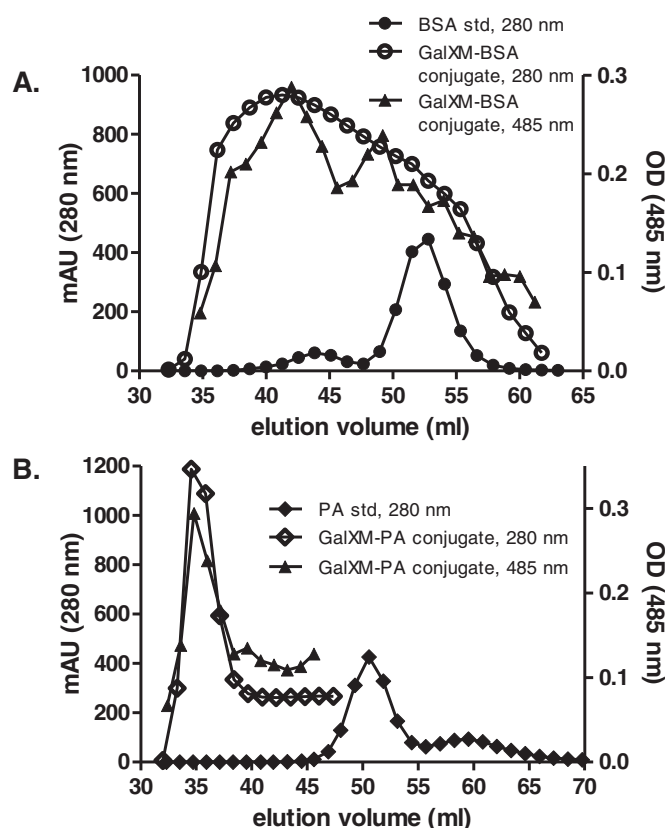 A.
BSA std, 280 nm
GalXM-BSA
conjugate, 280 nm
GalXM-BSA
conjugate, 485 nm
1000
800
600
400
200
0
mAU (280 nm)
0.3
0.2
0.1
0.0
OD (485 nm)
30 35 40 45 50 55 60 65
elution volume (ml)
B.
PA std, 280 nm
GalXM-PA conjugate, 280 nm
GalXM-PA conjugate, 485 nm
1200
1000
800
600
400
200
0
mAU (280 nm)
0.3
0.2
0.1
0.0
OD (485 nm)
30 35 40 45 50 55 60 65 70
elution volume (ml)